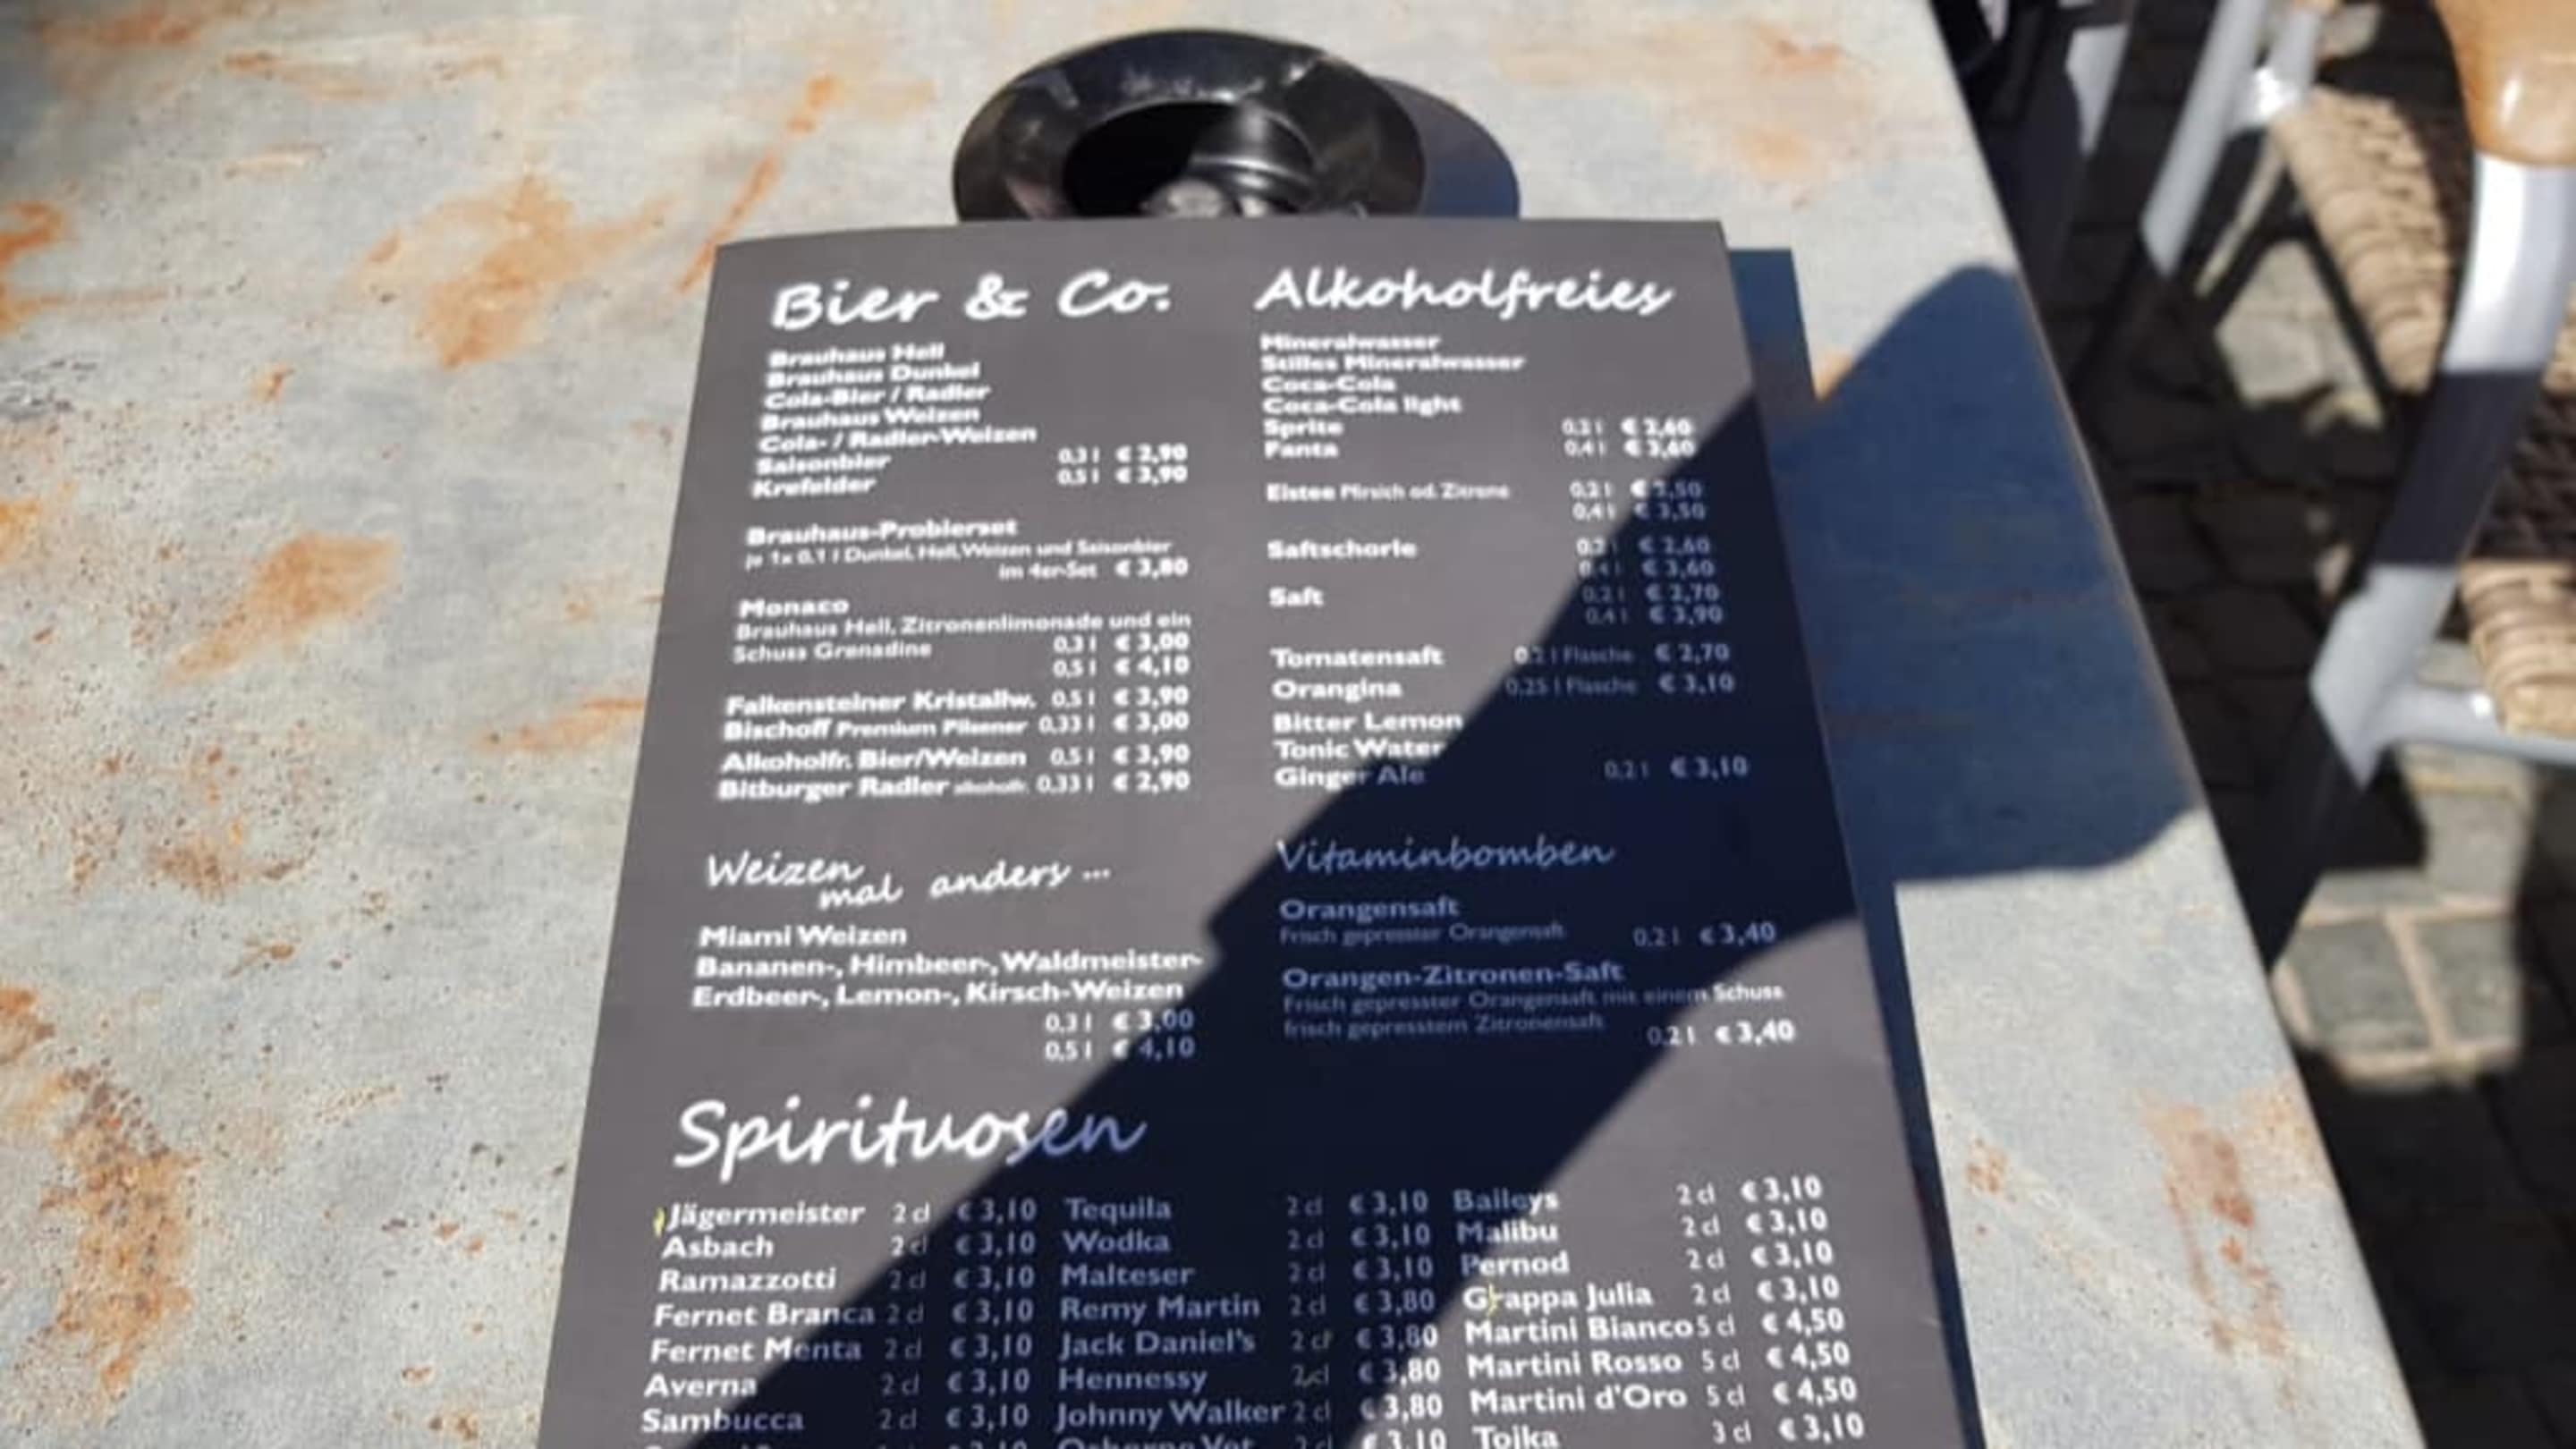 Bier & Co.
Brauhaus Hell
Brauhaus Dunkel
Cola-Bier / Radler
Brauhaus Weizen
Cola- / Radler-Weizen
Saisonbier 0,3 l € 2,90
Krefelder 0,5 l € 3,90
Brauhaus-Probierset
je 1x 0,1 l Dunkel, Hell, Weizen und Saisonbier
im 4er-Set € 3,80
Monaco
Brauhaus Hell, Zitronenlimonade und ein
Schuss Grenadine 0,3 l € 3,00
0,5 l € 4,10
Falkensteiner Kristallw. 0,5 l € 3,90
Bischoff Premium Pilsener 0,33 l € 3,00
Alkoholfr. Bier/Weizen 0,5 l € 3,90
Bitburger Radler alkoholfr. 0,33 l € 2,90
Weizen
mal anders ...
Miami Weizen
Bananen-, Himbeer-, Waldmeister-
Erdbeer-, Lemon-, Kirsch-Weizen
0,3 l € 3,00
0,5 l € 4,10
Alkoholfreies
Mineralwasser
Stilles Mineralwasser
Coca-Cola
Coca-Cola light
Sprite € 2,60
Fanta 0,4 l € 3,60
Eistee Pfirsich od. Zitrone 0,2 l € 2,50
0,4 l € 3,50
Saftschorle € 2,60
0,4 l € 3,60
Saft 0,2 l € 2,70
0,4 l € 3,90
Tomatensaft 0,2 l Flasche € 2,70
Orangina 0,25 l Flasche € 3,10
Bitter Lemon
Tonic Water
Ginger Ale 0,2 l € 3,10
Vitaminbomben
Orangensaft
Frisch gepresster Orangensaft 0,2 l € 3,40
Orangen-Zitronen-Saft
Frisch gepresster Orangensaft mit einem Schuss
frisch gepresstem Zitronensaft 0,2 l € 3,40
Spirituosen
Jägermeister 2 cl € 3,10
Asbach 2 cl € 3,10
Ramazzotti 2 cl € 3,10
Fernet Branca 2 cl € 3,10
Fernet Menta 2 cl € 3,10
Averna 2 cl € 3,10
Sambucca 2 cl € 3,10
Tequila 2 cl € 3,10
Wodka 2 cl € 3,10
Malteser 2 cl € 3,10
Remy Martin 2 cl € 3,80
Jack Daniel's 2 cl € 3,80
Hennessy 2 cl € 3,80
Johnny Walker 2 cl € 3,80
2 cl € 3,10
Baileys 2 cl € 3,10
Malibu 2 cl € 3,10
Pernod 2 cl € 3,10
Grappa Julia 2 cl € 3,10
Martini Bianco 5 cl € 4,50
Martini Rosso 5 cl € 4,50
Martini d'Oro 5 cl € 4,50
Tojka 3 cl € 3,10